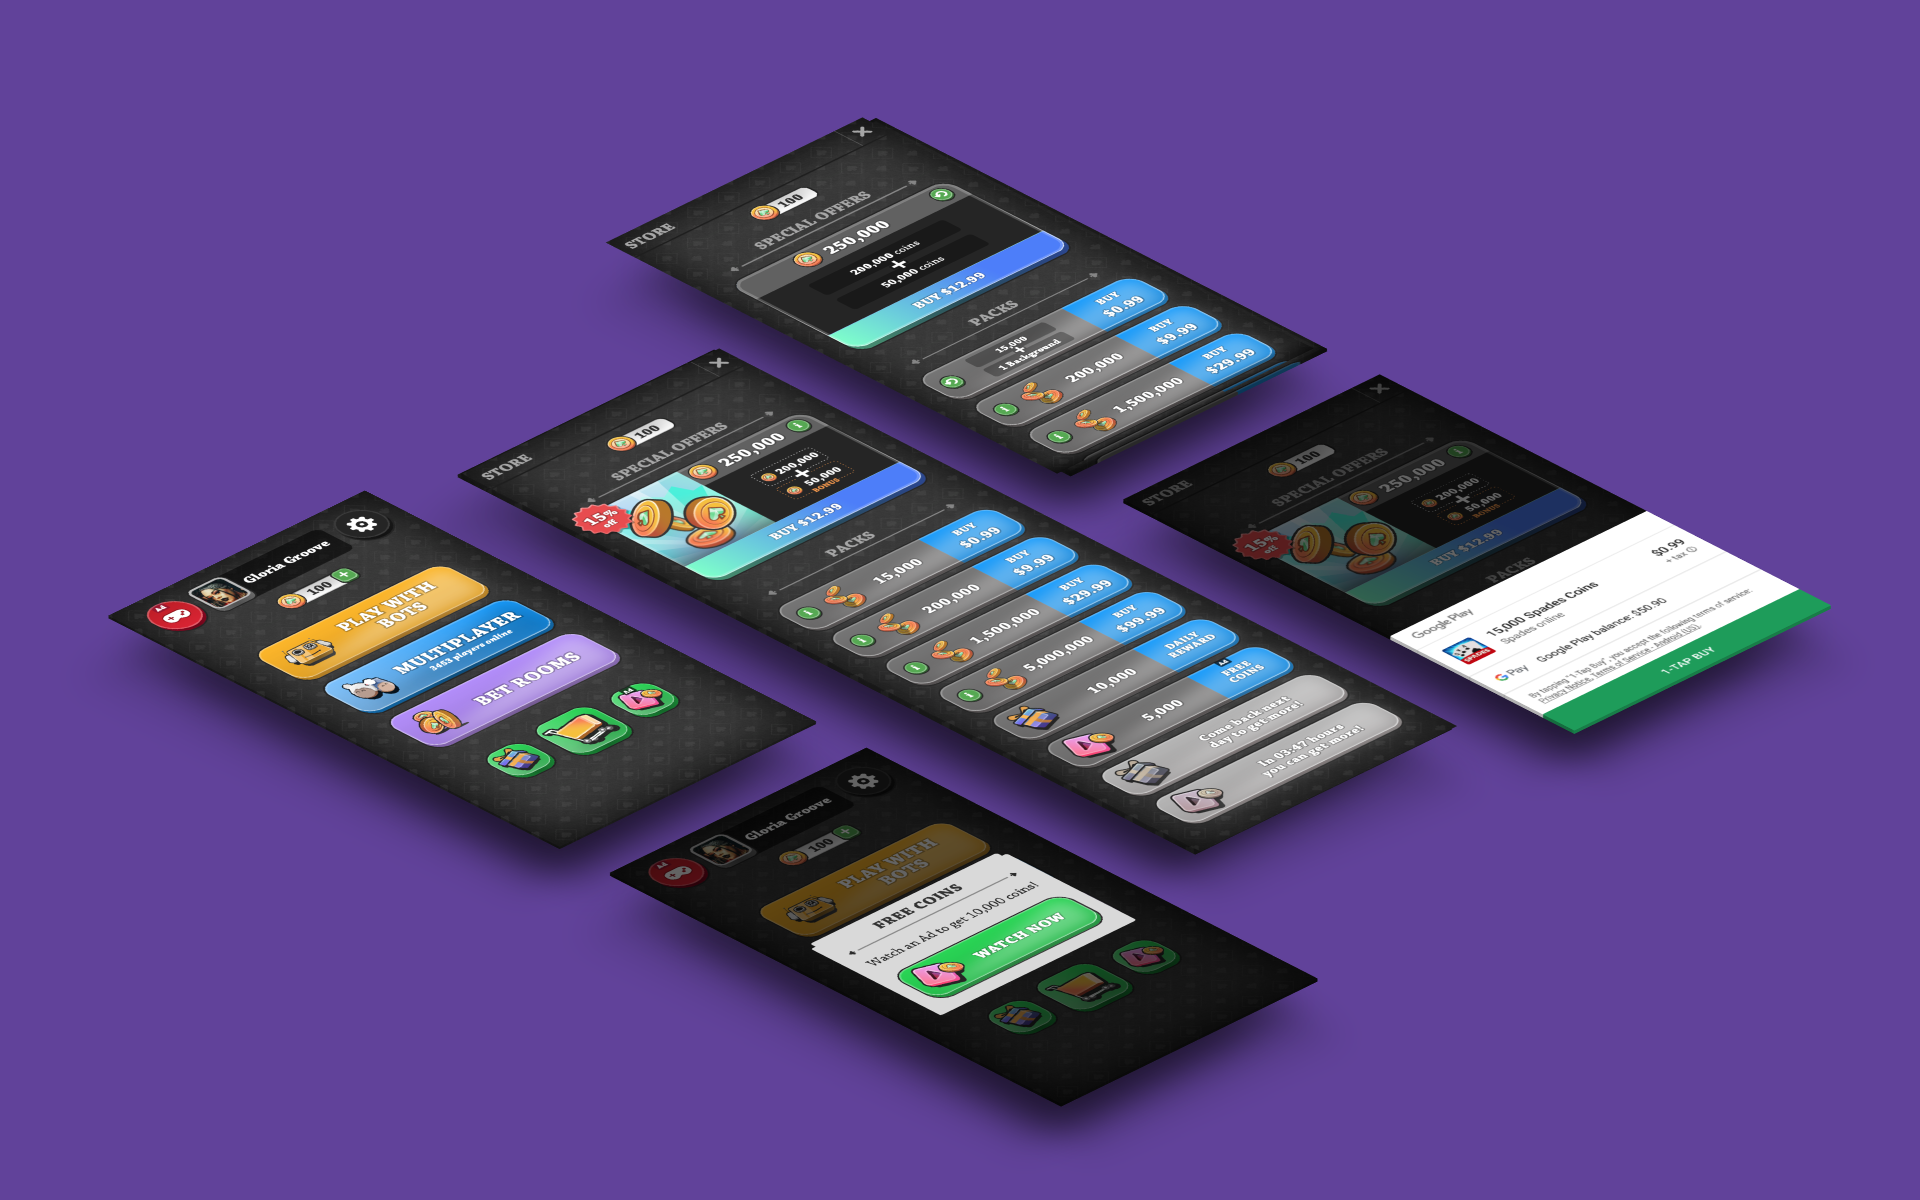 STORE
100
SPECIAL OFFERS
250,000
200,000 coins
+
50,000 coins
BUY $12.99
PACKS
15,000
+
1 Background
BUY
$0.99
200,000
BUY
$9.99
1,500,000
BUY
$29.99
STORE
100
SPECIAL OFFERS
250,000
15%
off
200,000
+
50,000
BONUS
BUY $12.99
PACKS
15,000
BUY
$0.99
200,000
BUY
$9.99
1,500,000
BUY
$29.99
5,000,000
BUY
$99.99
10,000
DAILY
REWARD
5,000
Ad
FREE
COINS
Come back next
day to get more!
In 03:47 hours
you can get more!
STORE
100
SPECIAL OFFERS
250,000
15%
off
200,000
+
50,000
BONUS
BUY $12.99
PACKS
Google Play
15,000 Spades Coins
Spades online
$0.99
+ tax
SPADES
G Pay
Google Play balance: $50.90
By tapping "1-Tap Buy", you accept the following terms of service:
Privacy Notice, Terms of Service - Android (US).
1-TAP BUY
Ad
Gloria Groove
100
PLAY WITH
BOTS
MULTIPLAYER
3453 players online
BET ROOMS
Ad
Ad
Gloria Groove
100
PLAY WITH
BOTS
FREE COINS
Watch an Ad to get 10,000 coins!
WATCH NOW